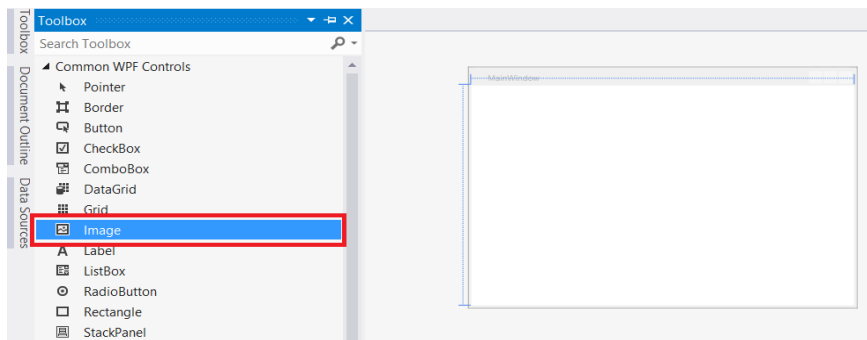 Toolbox
Document Outline
Data Sources
Toolbox
Search Toolbox
Common WPF Controls
Pointer
Border
Button
CheckBox
ComboBox
DataGrid
Grid
Image
Label
ListBox
RadioButton
Rectangle
StackPanel
MainWindow